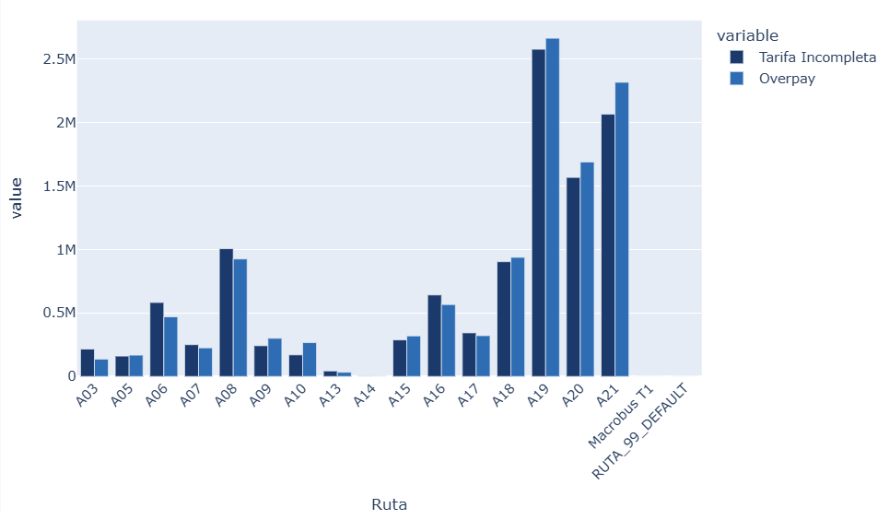 variable
Tarifa Incompleta
Overpay
value
2.5M
2M
1.5M
1M
0.5M
0
A03
A05
A06
A07
A08
A09
A10
A13
A14
A15
A16
A17
A18
A19
A20
A21
Macrobus T1
RUTA_99_DEFAULT
Ruta